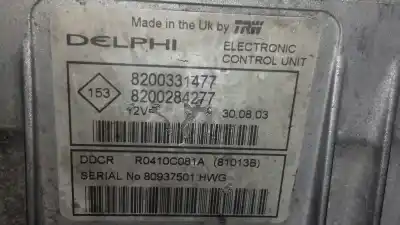 Made in the Uk by TRW
DELPHI
ELECTRONIC
CONTROL UNIT
153
8200331477
8200284277
12V 30.08.03
DDCR R0410C081A (81013B)
SERIAL No 80937501 HWG